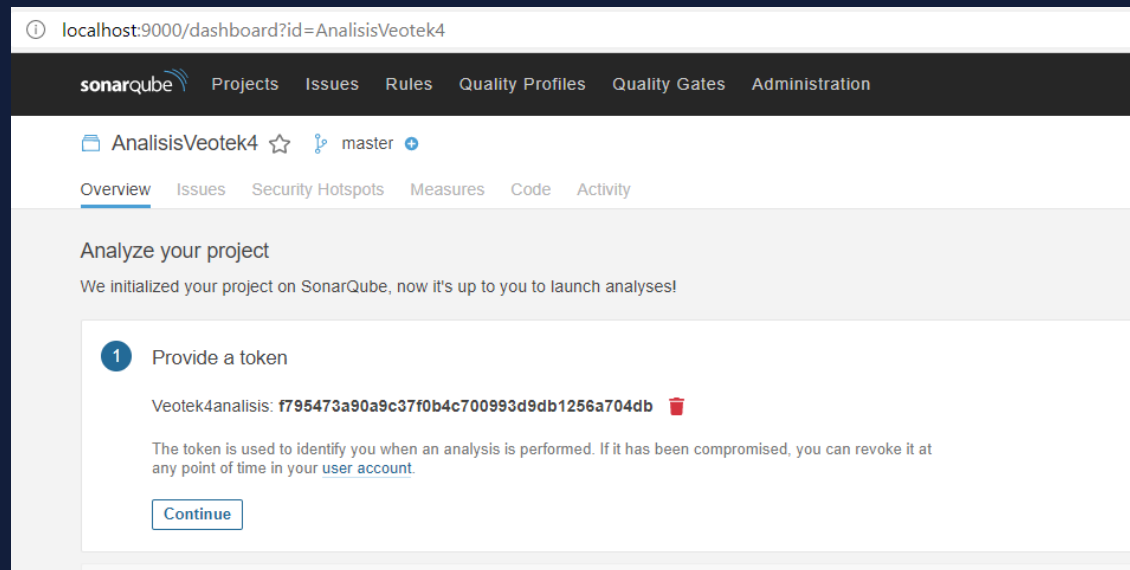 localhost:9000/dashboard?id=AnalisisVeotek4
sonarqube Projects Issues Rules Quality Profiles Quality Gates Administration
AnalisisVeotek4 master
Overview Issues Security Hotspots Measures Code Activity
Analyze your project
We initialized your project on SonarQube, now it's up to you to launch analyses!
1 Provide a token
Veotek4analisis: f795473a90a9c37f0b4c700993d9db1256a704db
The token is used to identify you when an analysis is performed. If it has been compromised, you can revoke it at
any point of time in your user account.
Continue